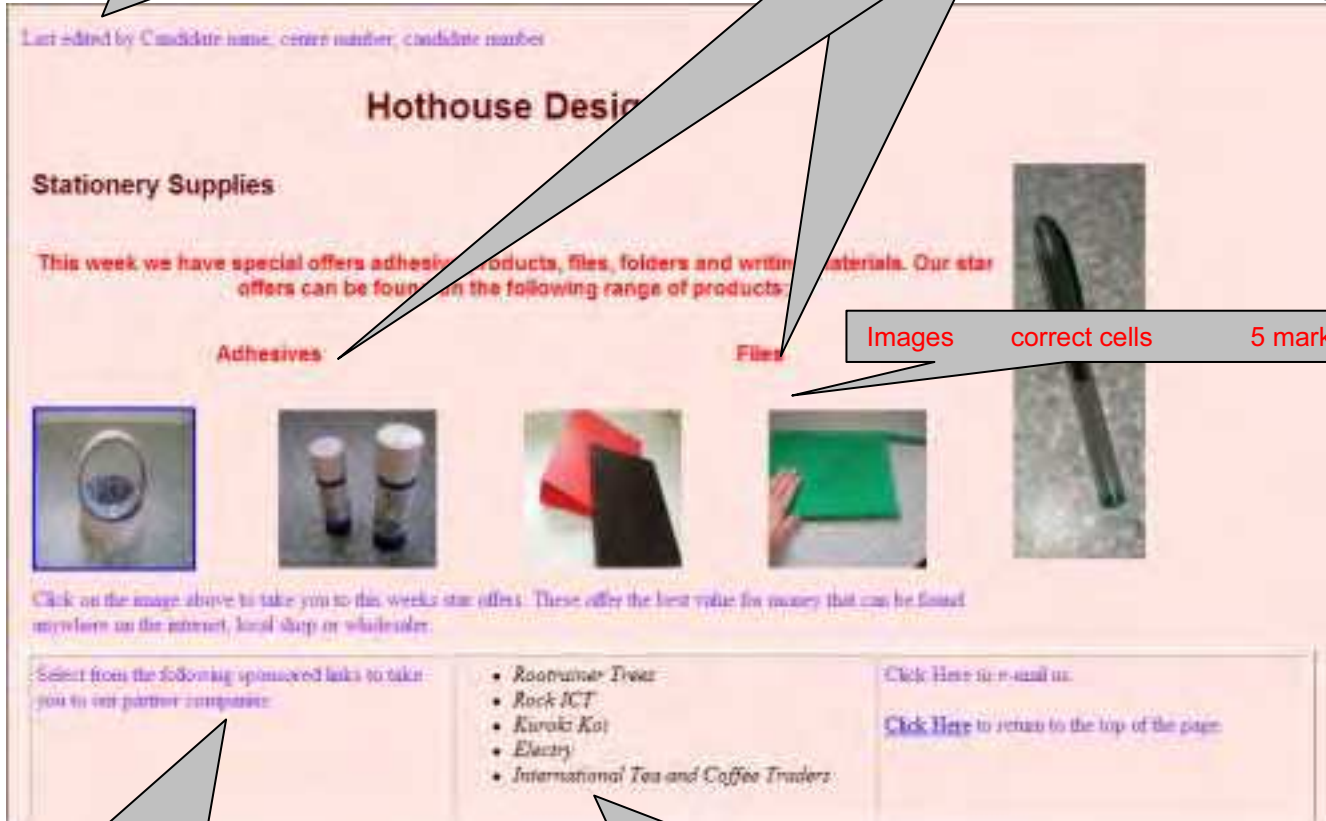 Last edited by Candidate name, centre number, candidate number
Hothouse Desig
Stationery Supplies
This week we have special offers adhesive products, files, folders and writing materials. Our star
offers can be found in the following range of products
Adhesives
Files
Images correct cells 5 mark
Click on the image above to take you to this weeks star offers. These offer the best value for money that can be found
anywhere on the internet, local shop or wholesaler.
Select from the following sponsored links to take
you to our partner companies
• Rootrainer Trees
• Rock ICT
• Kuroki Koi
• Electry
• International Tea and Coffee Traders
Click Here to e-mail us.
Click Here to return to the top of the page